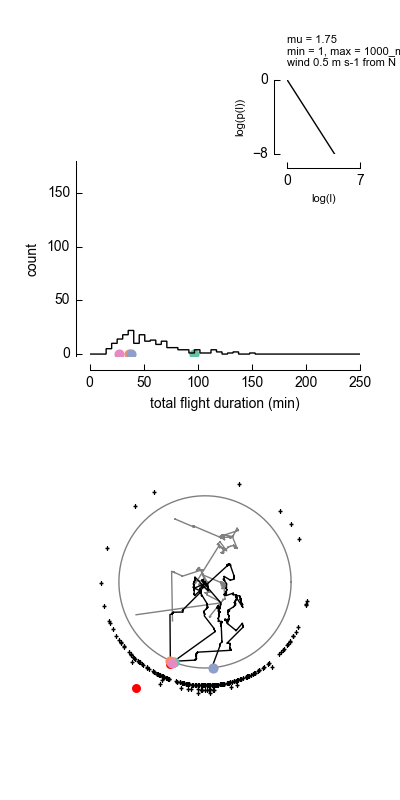 mu = 1.75
min = 1, max = 1000_m
wind 0.5 m s-1 from N
0
log(p(l))
−8
0
7
log(l)
150
100
count
50
0
0
50
100
150
200
250
total flight duration (min)